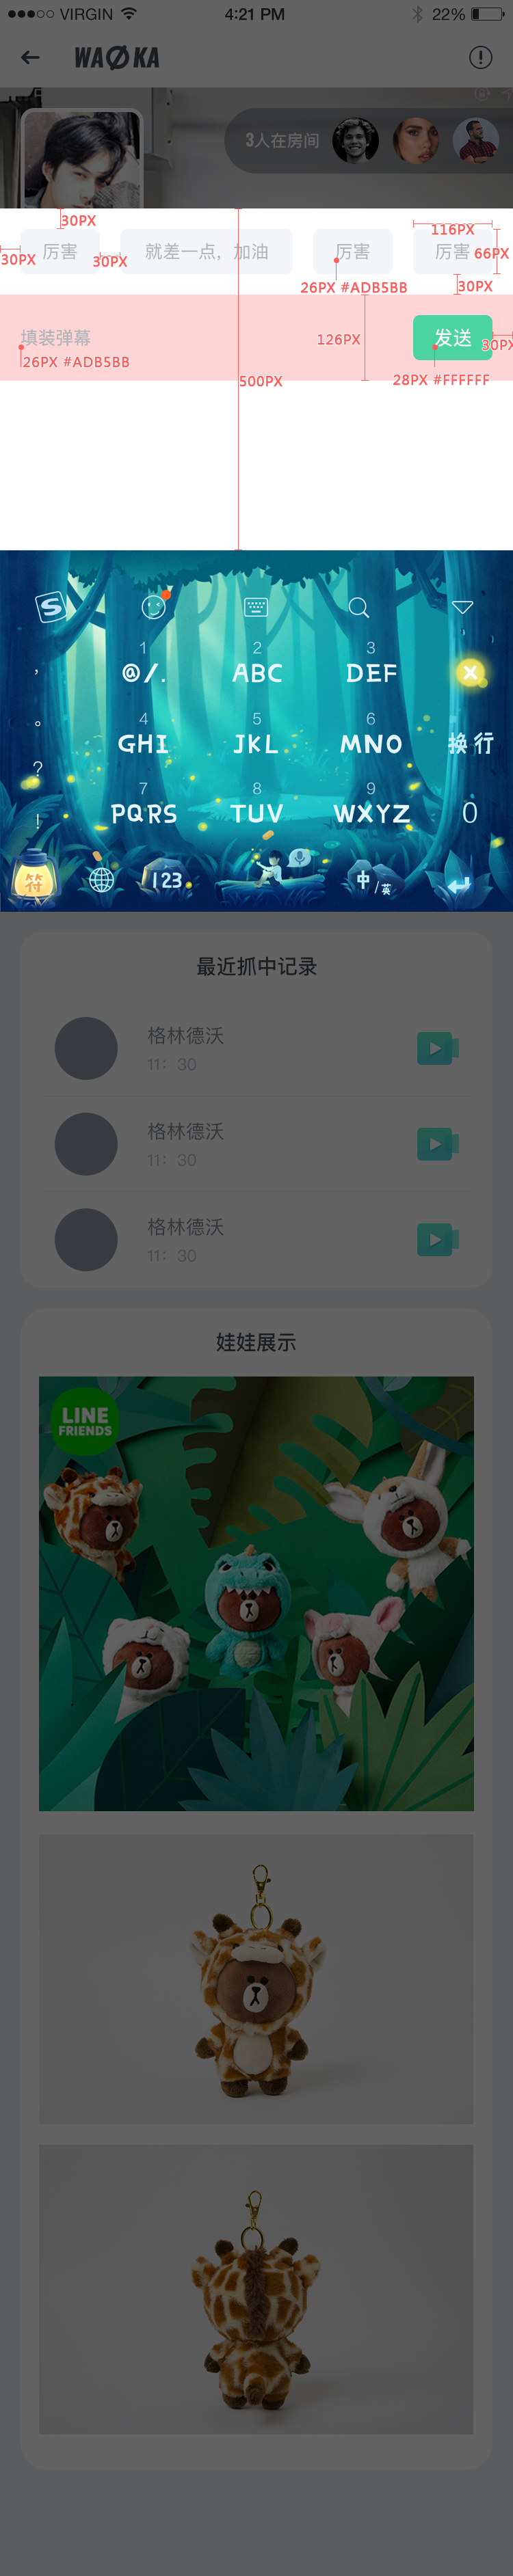 VIRGIN 4:21 PM 22%
WAØKA
3人在房间
30PX
厉害 就差一点，加油 厉害 厉害
116PX
66PX
30PX
30PX
26PX #ADB5BB
30PX
填装弹幕
发送
126PX
30PX
26PX #ADB5BB
28PX #FFFFFF
500PX
S
1 2 3
@/. ABC DEF
，
4 5 6
。
GHI JKL MNO 换行
?
7 8 9
PQRS TUV WXYZ 0
!
符 123 中/英
最近抓中记录
格林德沃
11：30
格林德沃
11：30
格林德沃
11：30
娃娃展示
LINE
FRIENDS